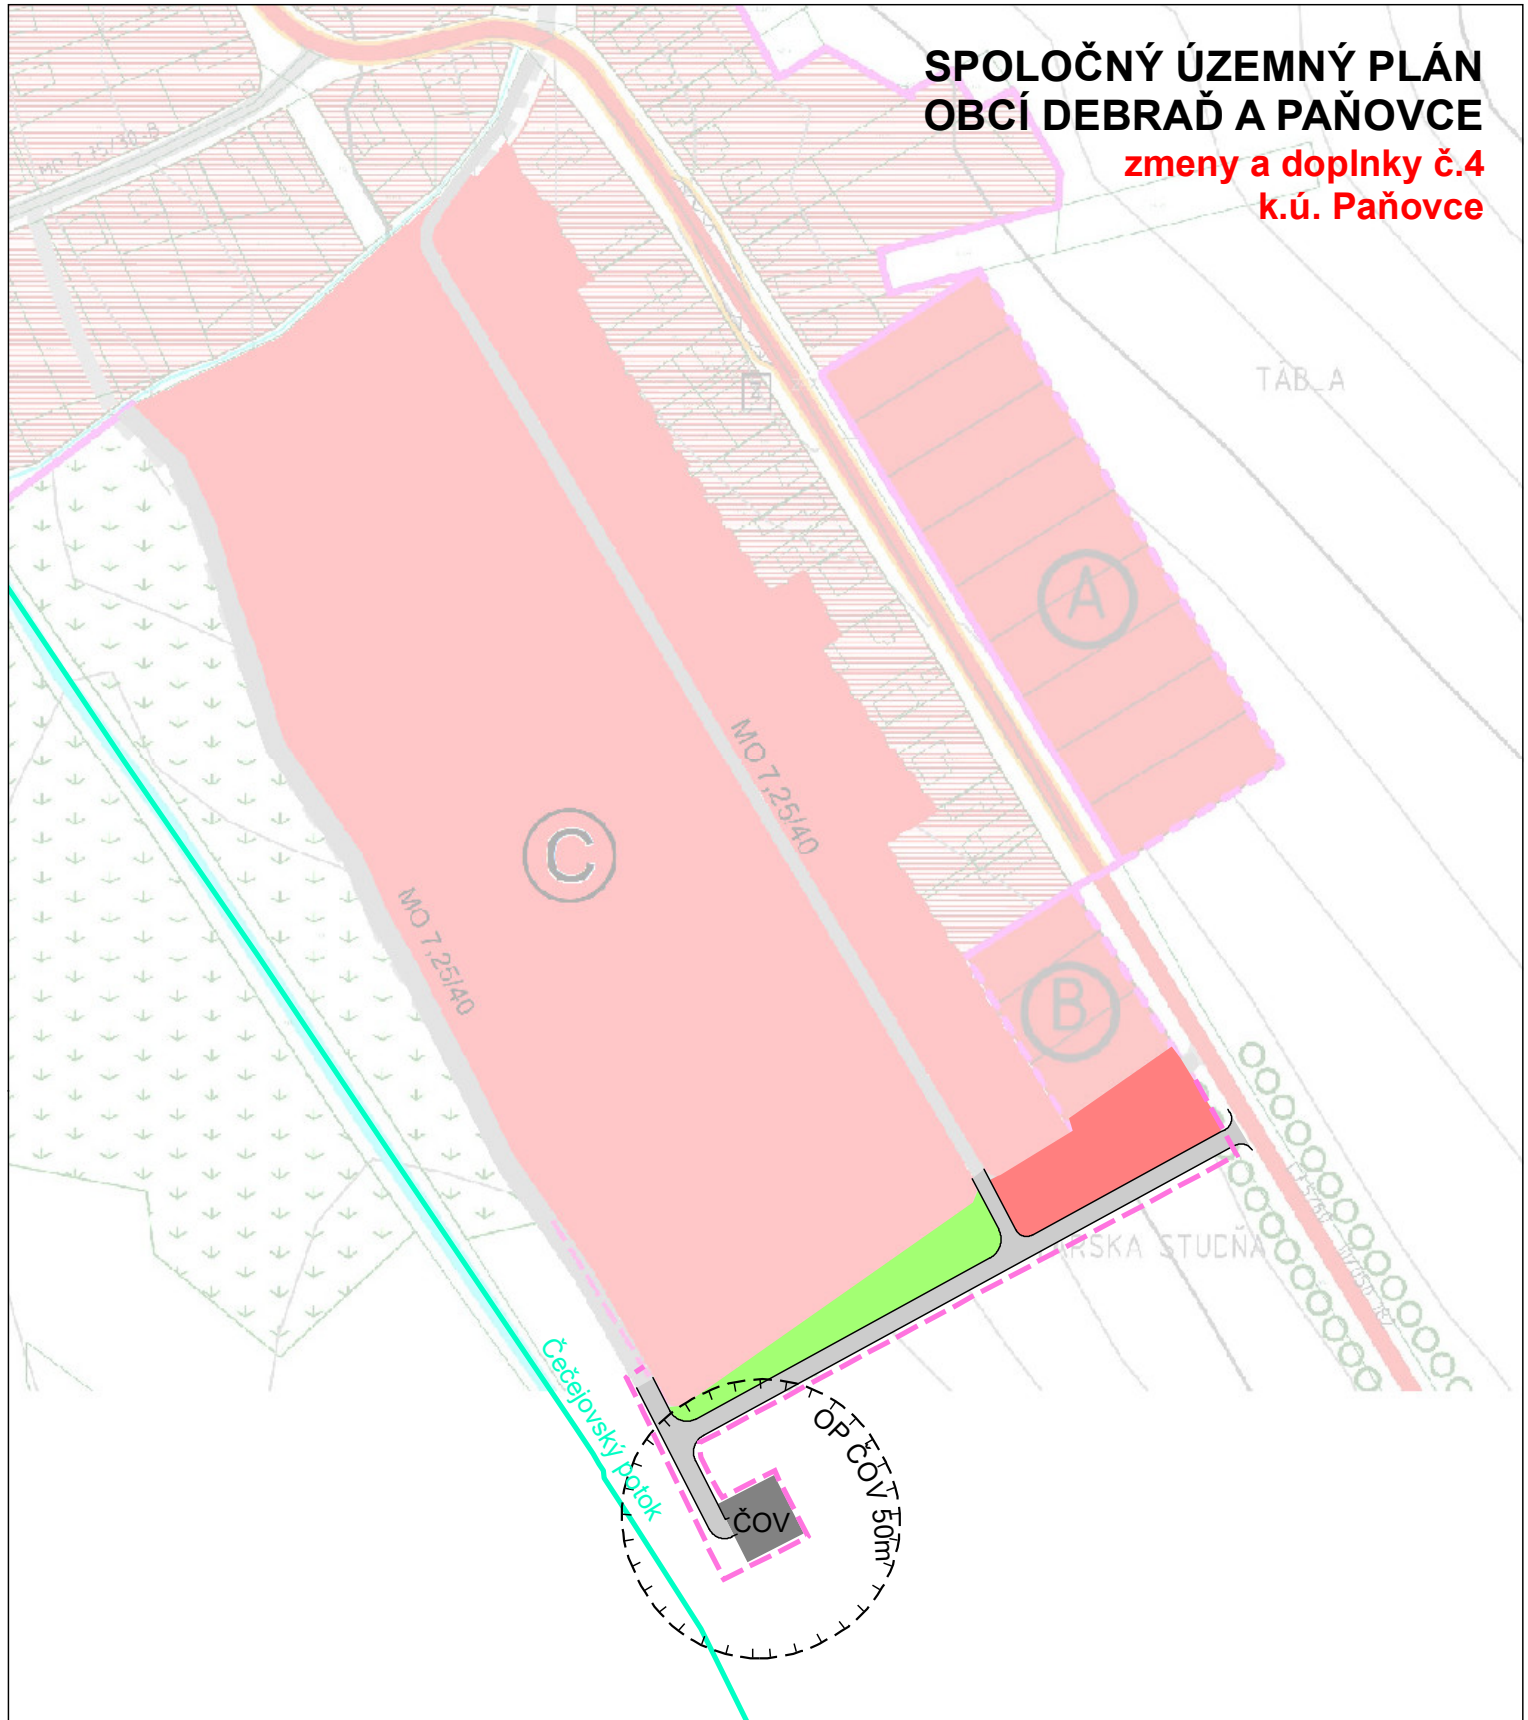 SPOLOČNÝ ÚZEMNÝ PLÁN
OBCÍ DEBRAĎ A PAŇOVCE
zmeny a doplnky č.4
k.ú. Paňovce
A
MO 7,25/40
C
MO 7,25/40
B
STUDŇA
Čečejovský potok
OP ČOV 50m
ČOV